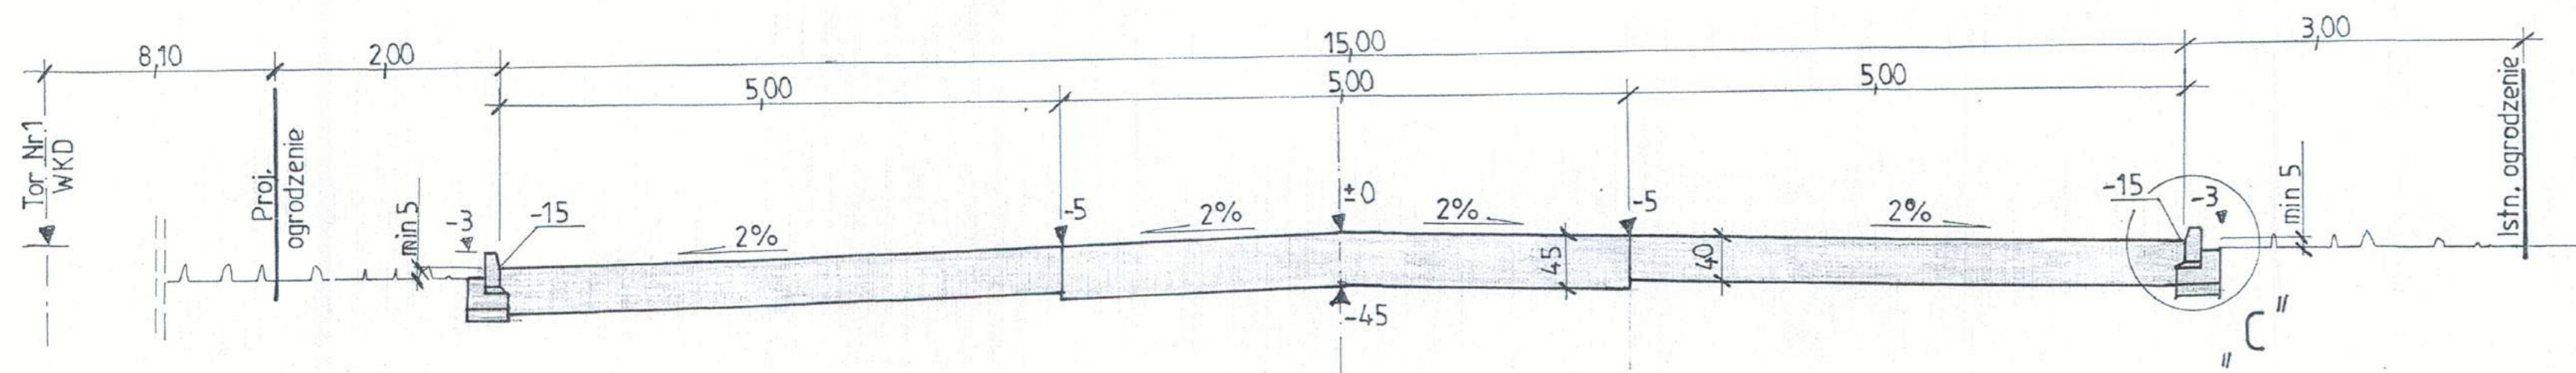 8,10
2,00
15,00
3,00
5,00
5,00
5,00
Tor Nr1
WKD
Proj.
ogrodzenie
min 5
-3
-15
2%
-5
2%
±0
2%
-5
45
40
2%
-15
-3
min 5
Istn. ogrodzenie
-45
„C"